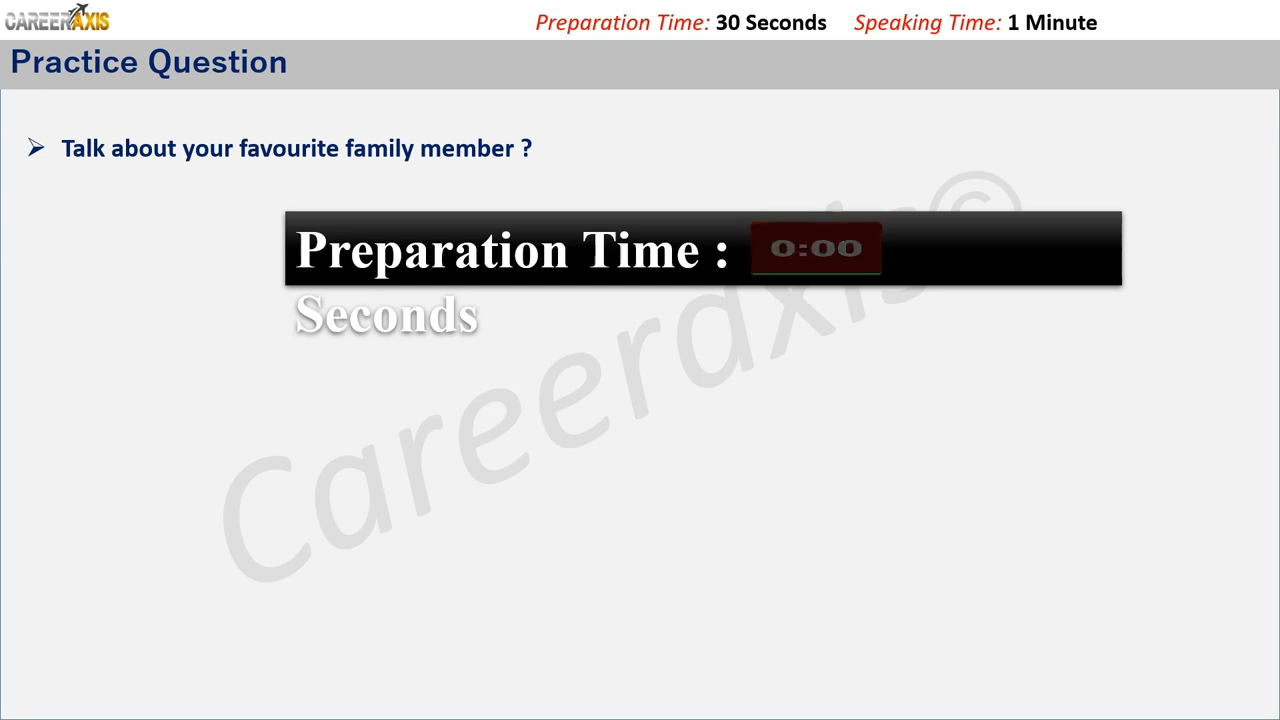 CAREERAXIS
Preparation Time: 30 Seconds Speaking Time: 1 Minute
Practice Question
➢ Talk about your favourite family member ?
Preparation Time : 0:00
Seconds
Careeraxis©